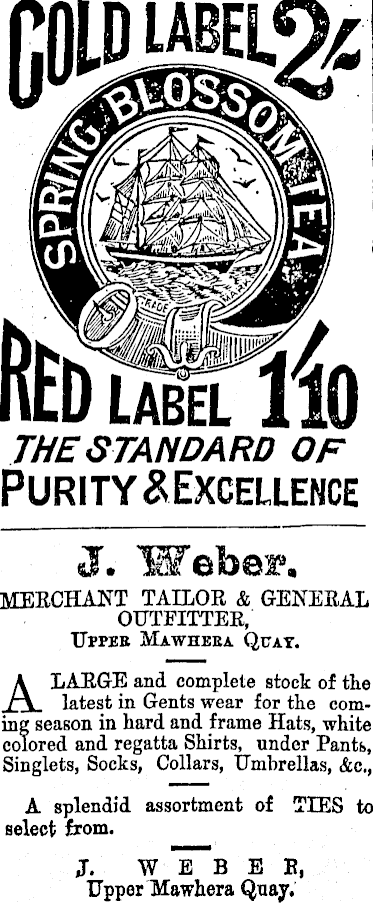 GOLD LABEL 2/-
SPRING BLOSSOM TEA
TRADE MARK
RED LABEL 1/10
THE STANDARD OF
PURITY & EXCELLENCE
J. Weber.
MERCHANT TAILOR & GENERAL
OUTFITTER,
UPPER MAWHERA QUAY.
A LARGE and complete stock of the
latest in Gents wear for the com-
ing season in hard and frame Hats, white
colored and regatta Shirts, under Pants,
Singlets, Socks, Collars, Umbrellas, &c.,
A splendid assortment of TIES to
select from.
J. WEBER,
Upper Mawhera Quay.